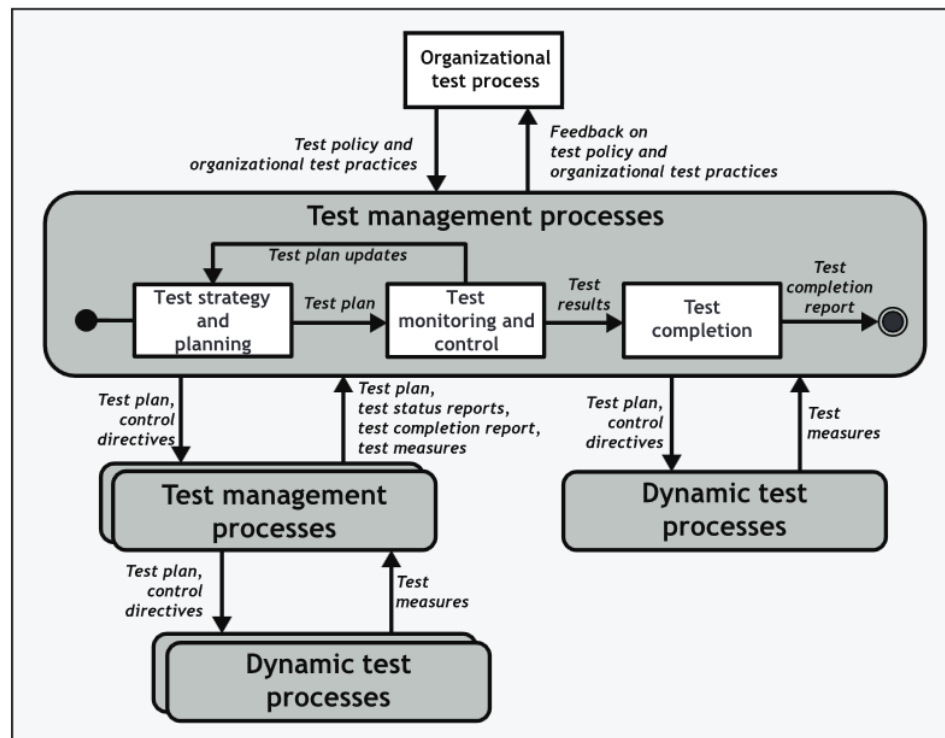 Organizational
test process
Test policy and
organizational test practices
Feedback on
test policy and
organizational test practices
Test management processes
Test plan updates
Test strategy
and
planning
Test plan
Test
monitoring and
control
Test
results
Test
completion
Test
completion
report
Test plan,
control
directives
Test plan,
test status reports,
test completion report,
test measures
Test plan,
control
directives
Test
measures
Test management
processes
Dynamic test
processes
Test plan,
control
directives
Test
measures
Dynamic test
processes